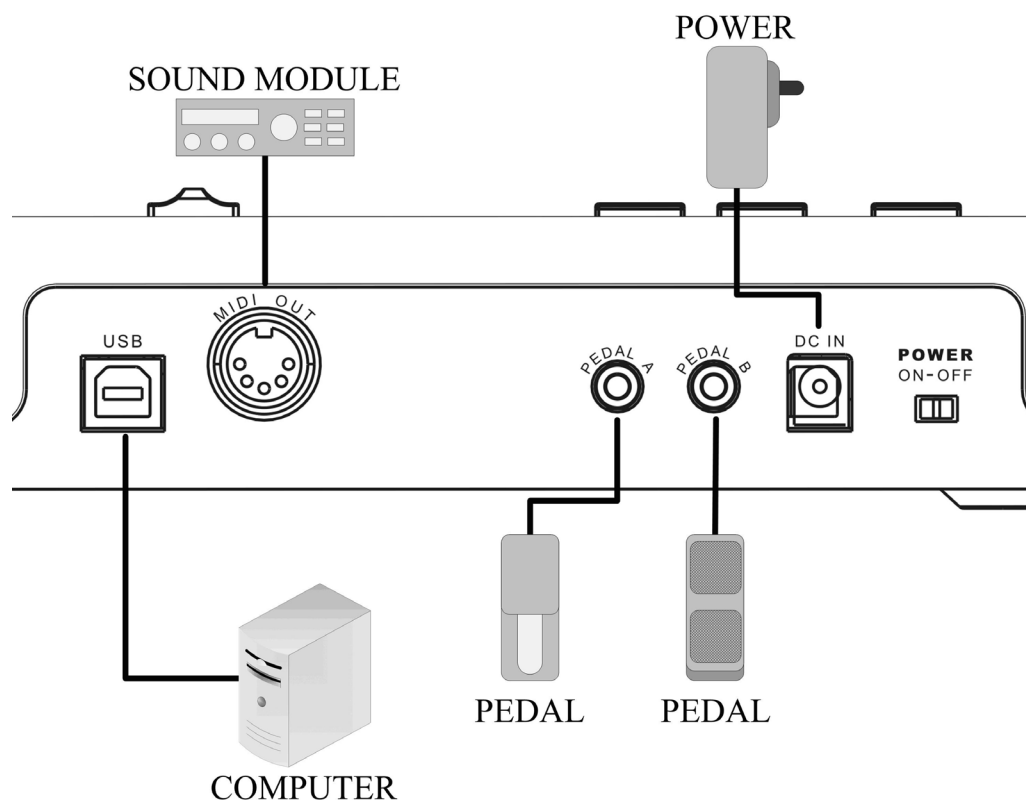 POWER
SOUND MODULE
MIDI OUT
USB
PEDAL A
PEDAL B
DC IN
POWER
ON-OFF
PEDAL
PEDAL
COMPUTER